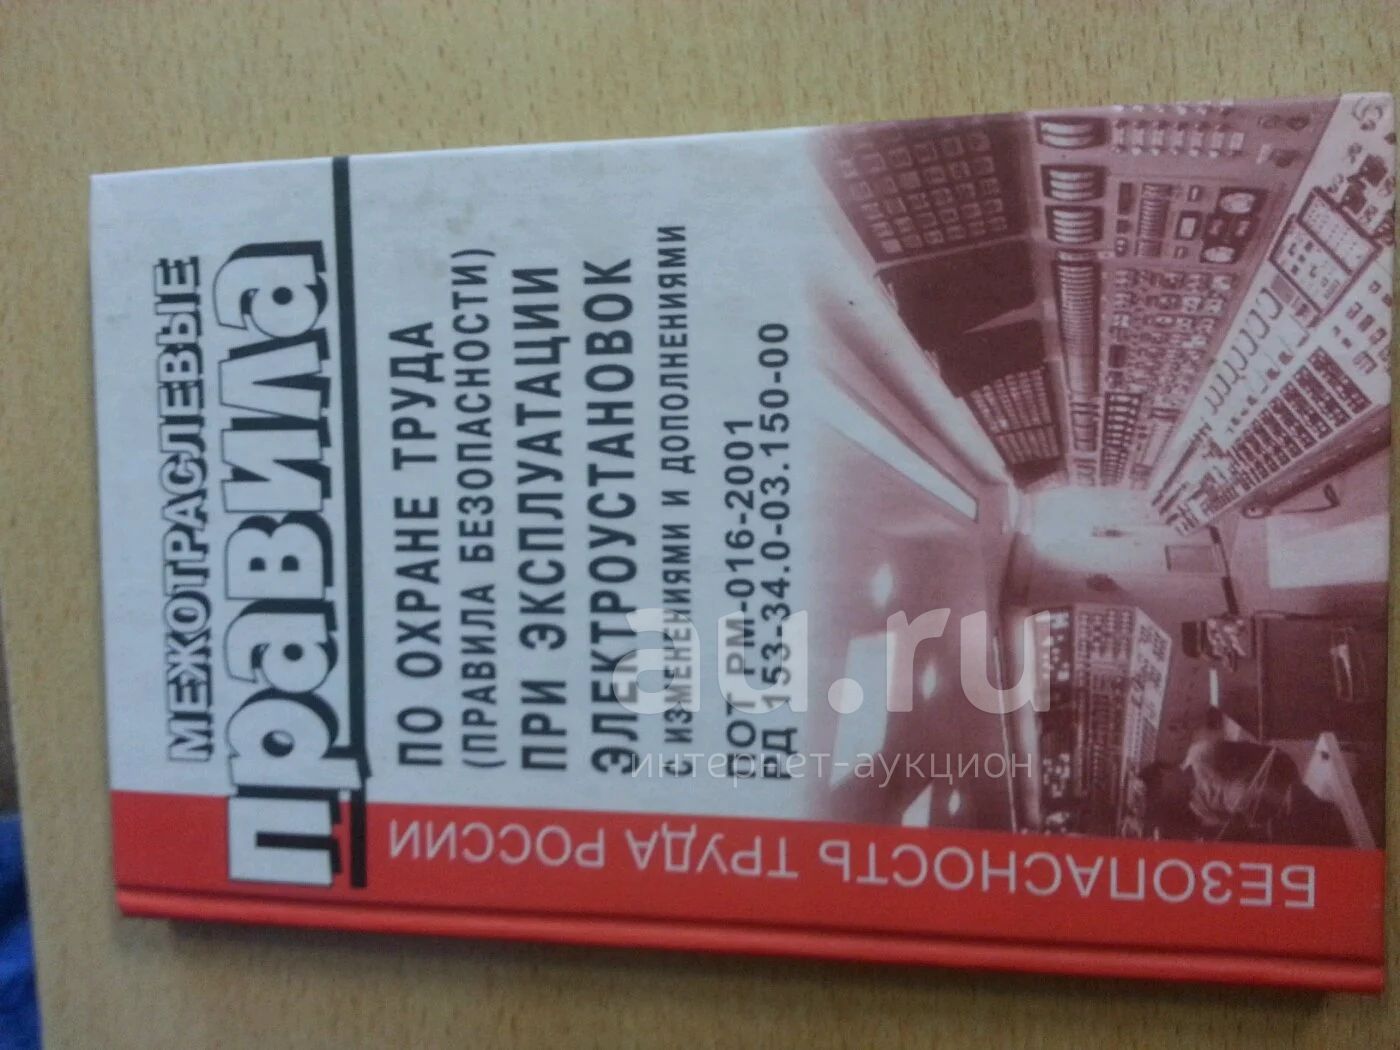 МЕЖОТРАСЛЕВЫЕ
правила
ПО ОХРАНЕ ТРУДА
(ПРАВИЛА БЕЗОПАСНОСТИ)
ПРИ ЭКСПЛУАТАЦИИ
ЭЛЕКТРОУСТАНОВОК
С ИЗМЕНЕНИЯМИ И ДОПОЛНЕНИЯМИ
ПОТ РМ-016-2001
РД 153-34.0-03.150-00
БЕЗОПАСНОСТЬ ТРУДА РОССИИ
au.ru
интернет-аукцион